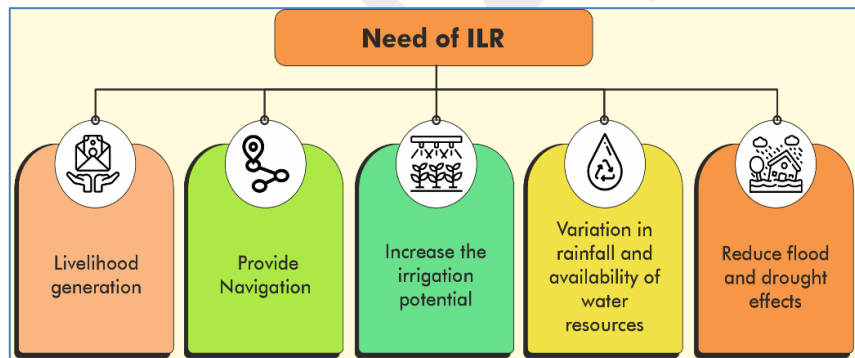 Need of ILR
Livelihood
generation
Provide
Navigation
Increase the
irrigation
potential
Variation in
rainfall and
availability of
water
resources
Reduce flood
and drought
effects